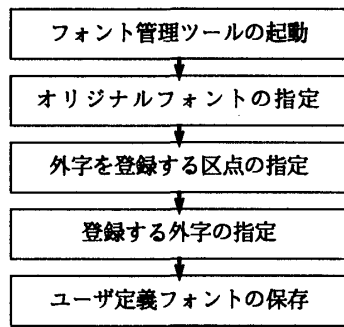 フォント管理ツールの起動
オリジナルフォントの指定
外字を登録する区点の指定
登録する外字の指定
ユーザ定義フォントの保存